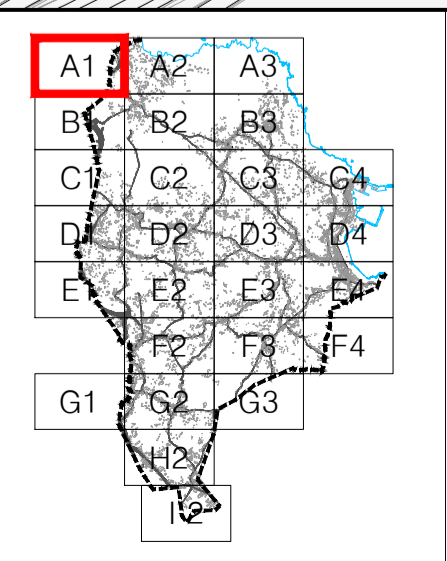 A1 A2 A3
B1 B2 B3
C1 C2 C3 C4
D1 D2 D3 D4
E1 E2 E3 E4
F2 F3 F4
G1 G2 G3
H2
I2